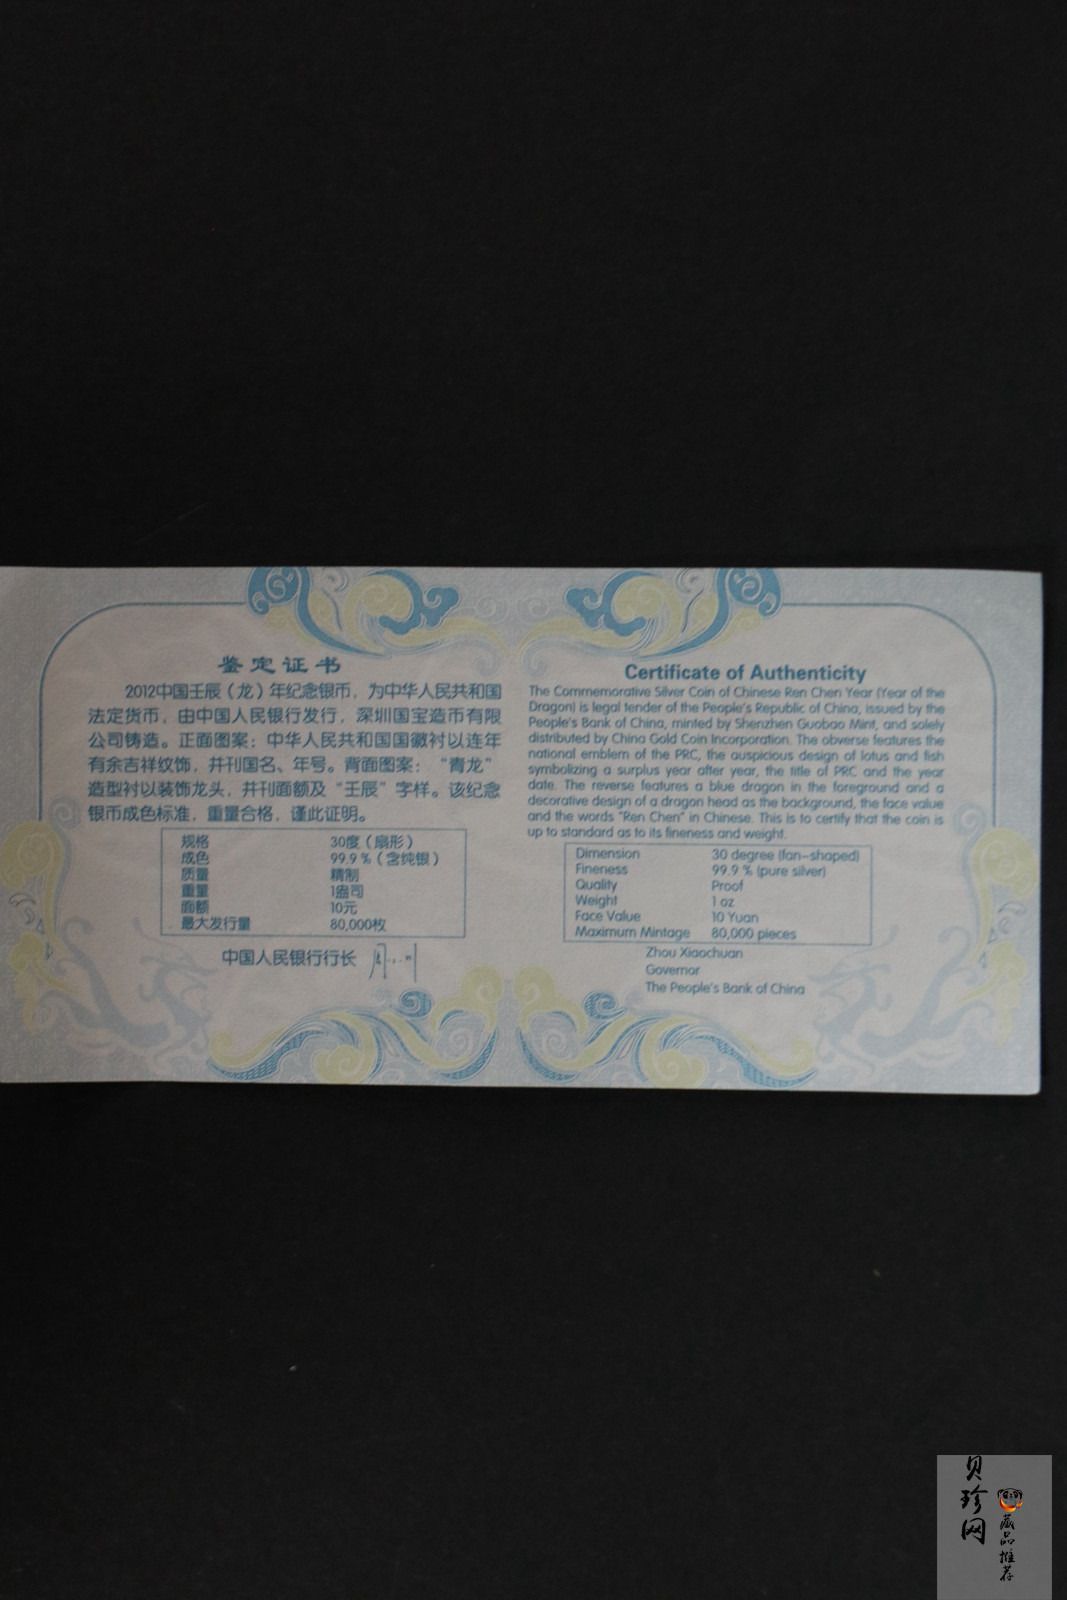 鉴定证书
2012中国壬辰（龙）年纪念银币，为中华人民共和国
法定货币，由中国人民银行发行，深圳国宝造币有限
公司铸造。正面图案：中华人民共和国国徽衬以连年
有余吉祥纹饰，并刊国名、年号。背面图案：“青龙”
造型衬以装饰龙头，并刊面额及“壬辰”字样。该纪念
银币成色标准，重量合格，谨此证明。
规格 30度（扇形）
成色 99.9％（含纯银）
质量 精制
重量 1盎司
面额 10元
最大发行量 80,000枚
中国人民银行行长
Certificate of Authenticity
The Commemorative Silver Coin of Chinese Ren Chen Year (Year of the
Dragon) is legal tender of the People's Republic of China, issued by the
People's Bank of China, minted by Shenzhen Guobao Mint, and solely
distributed by China Gold Coin Incorporation. The obverse features the
national emblem of the PRC, the auspicious design of lotus and fish
symbolizing a surplus year after year, the title of PRC and the year
date. The reverse features a blue dragon in the foreground and a
decorative design of a dragon head as the background, the face value
and the words "Ren Chen" in Chinese. This is to certify that the coin is
up to standard as to its fineness and weight.
Dimension 30 degree (fan-shaped)
Fineness 99.9 % (pure silver)
Quality Proof
Weight 1 oz
Face Value 10 Yuan
Maximum Mintage 80,000 pieces
Zhou Xiaochuan
Governor
The People's Bank of China
贝珍网
藏品推荐